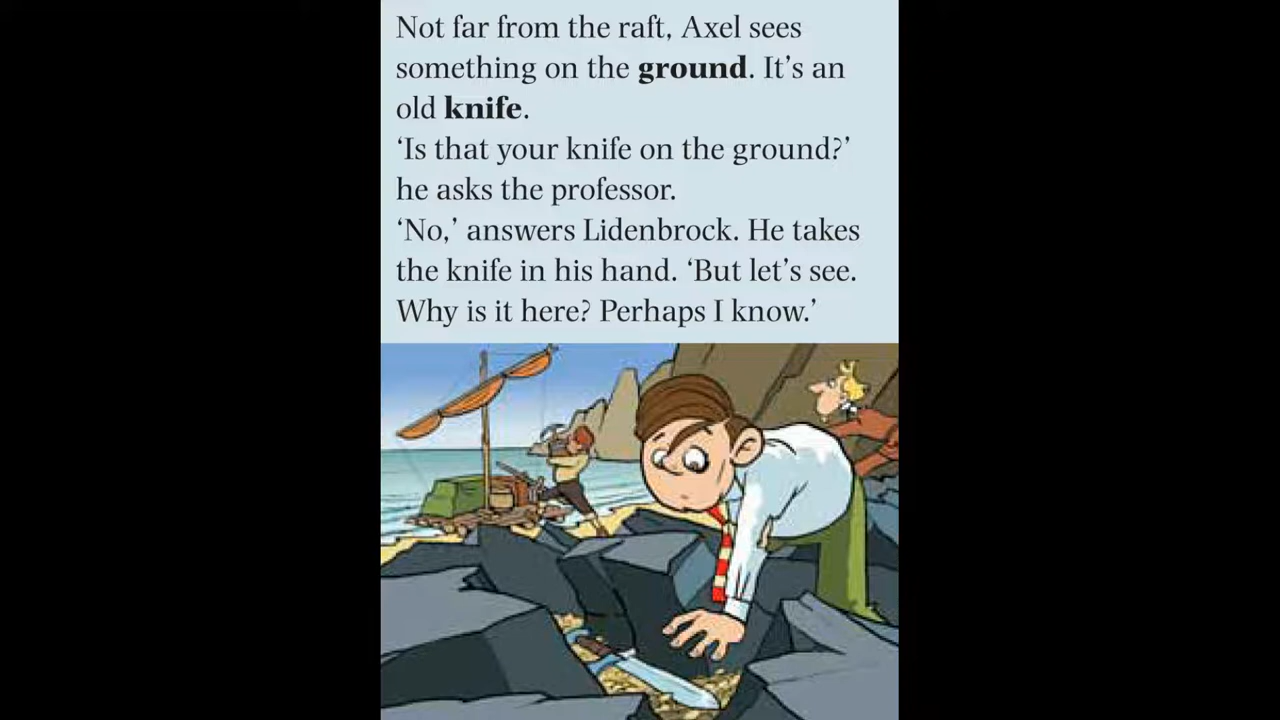 Not far from the raft, Axel sees
something on the ground. It’s an
old knife.
‘Is that your knife on the ground?’
he asks the professor.
‘No,’ answers Lidenbrock. He takes
the knife in his hand. ‘But let’s see.
Why is it here? Perhaps I know.’